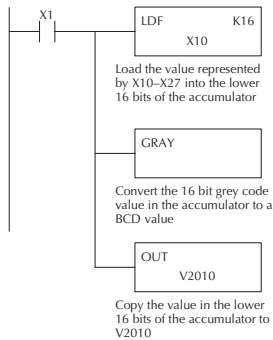 X1
LDF K16
X10
Load the value represented
by X10–X27 into the lower
16 bits of the accumulator
GRAY
Convert the 16 bit grey code
value in the accumulator to a
BCD value
OUT
V2010
Copy the value in the lower
16 bits of the accumulator to
V2010